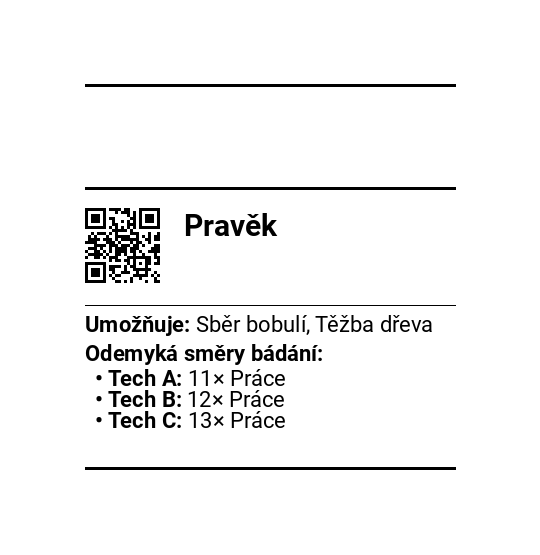 Pravěk
Umožňuje: Sběr bobulí, Těžba dřeva
Odemyká směry bádání:
• Tech A: 11× Práce
• Tech B: 12× Práce
• Tech C: 13× Práce